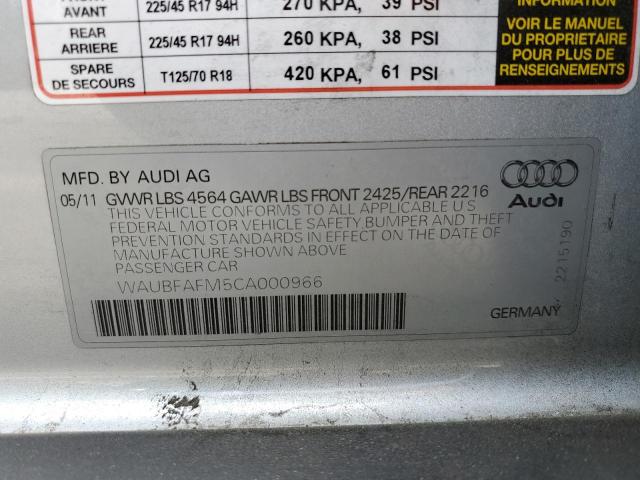 FRONT
AVANT 225/45 R17 94H 270 KPA, 39 PSI
REAR
ARRIERE 225/45 R17 94H 260 KPA, 38 PSI
SPARE
DE SECOURS T125/70 R18 420 KPA, 61 PSI
INFORMATION
VOIR LE MANUEL
DU PROPRIETAIRE
POUR PLUS DE
RENSEIGNEMENTS
MFD. BY AUDI AG
05/11 GVWR LBS 4564 GAWR LBS FRONT 2425/REAR 2216
THIS VEHICLE CONFORMS TO ALL APPLICABLE U S
FEDERAL MOTOR VEHICLE SAFETY BUMPER AND THEFT
PREVENTION STANDARDS IN EFFECT ON THE DATE OF
MANUFACTURE SHOWN ABOVE
PASSENGER CAR
WAUBFAFM5CA000966
Audi
2215190
GERMANY